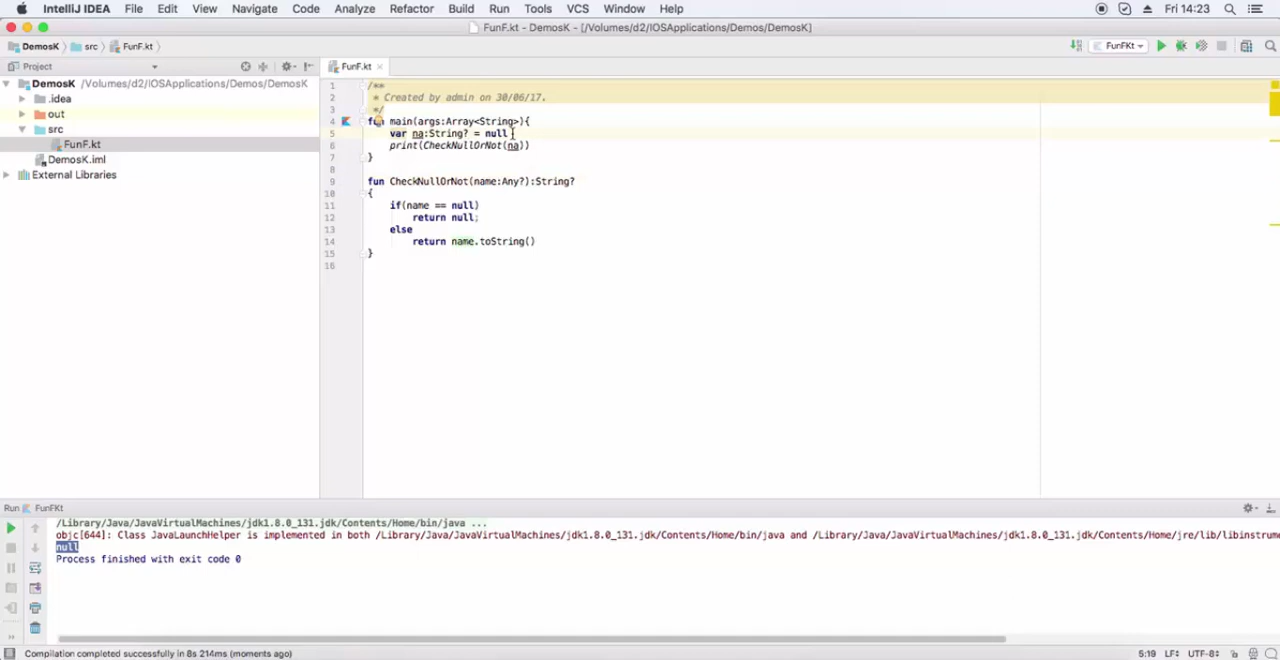 IntelliJ IDEA File Edit View Navigate Code Analyze Refactor Build Run Tools VCS Window Help Fri 14:23
FunF.kt - DemosK - [/Volumes/d2/IOSApplications/Demos/DemosK]
DemosK src FunF.kt FunFKt
Project FunF.kt
DemosK /Volumes/d2/IOSApplications/Demos/DemosK
.idea
out
src
FunF.kt
DemosK.iml
External Libraries
1 /**
2 * Created by admin on 30/06/17.
3 */
4 fun main(args:Array<String>){
5 var na:String? = null
6 print(CheckNullOrNot(na))
7 }
8
9 fun CheckNullOrNot(name:Any?):String?
10 {
11 if(name == null)
12 return null;
13 else
14 return name.toString()
15 }
16
Run FunFKt
/Library/Java/JavaVirtualMachines/jdk1.8.0_131.jdk/Contents/Home/bin/java ...
objc[644]: Class JavaLaunchHelper is implemented in both /Library/Java/JavaVirtualMachines/jdk1.8.0_131.jdk/Contents/Home/bin/java and /Library/Java/JavaVirtualMachines/jdk1.8.0_131.jdk/Contents/Home/jre/lib/libinstrume
null
Process finished with exit code 0
Compilation completed successfully in 8s 214ms (moments ago) 5:19 LF÷ UTF-8÷